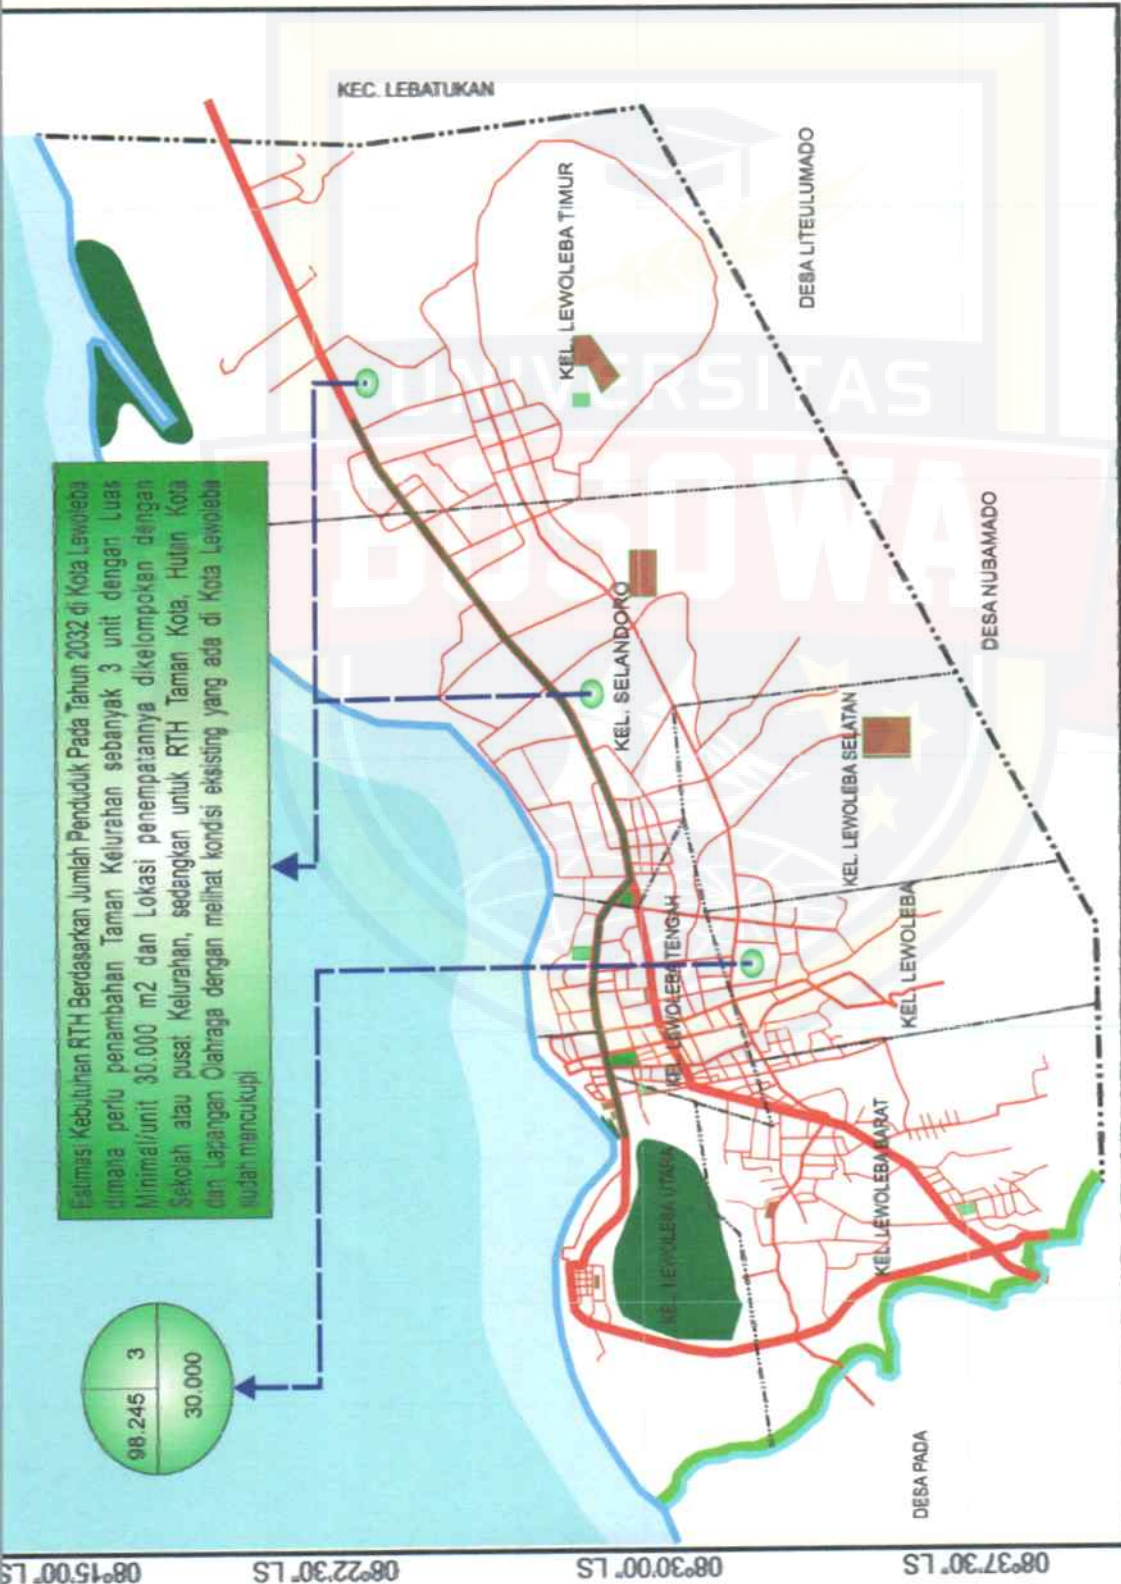 Estimasi Kebutuhan RTH Berdasarkan Jumlah Penduduk Pada Tahun 2032 di Kota Lewoleba
dimana perlu penambahan Taman Kelurahan sebanyak 3 unit dengan Luas
Minimal/unit 30.000 m2 dan Lokasi penempatannya dikelompokan dengan
Sekolah atau pusat Kelurahan, sedengkan untuk RTH Taman Kota, Hutan Kota
dan Lapangan Olahraga dengan melihat kondisi eksisting yang ada di Kota Lewoleba
sudah mencukupi
98.245 3
30.000
KEC. LEBATUKAN
KEL. LEWOLEBA TIMUR
DESA LITEULUMADO
KEL. SELANDORO
DESA NUBAMADO
KEL. LEWOLEBA SELATAN
KEL. LEWOLEBA TENGAH
KEL. LEWOLEBA
KEL. LEWOLEBA UTARA
KEL. LEWOLEBA BARAT
DESA PADA
08°15'00" LS
08°22'30" LS
08°30'00" LS
08°37'30" LS
UNIVERSITAS
BOSOWA